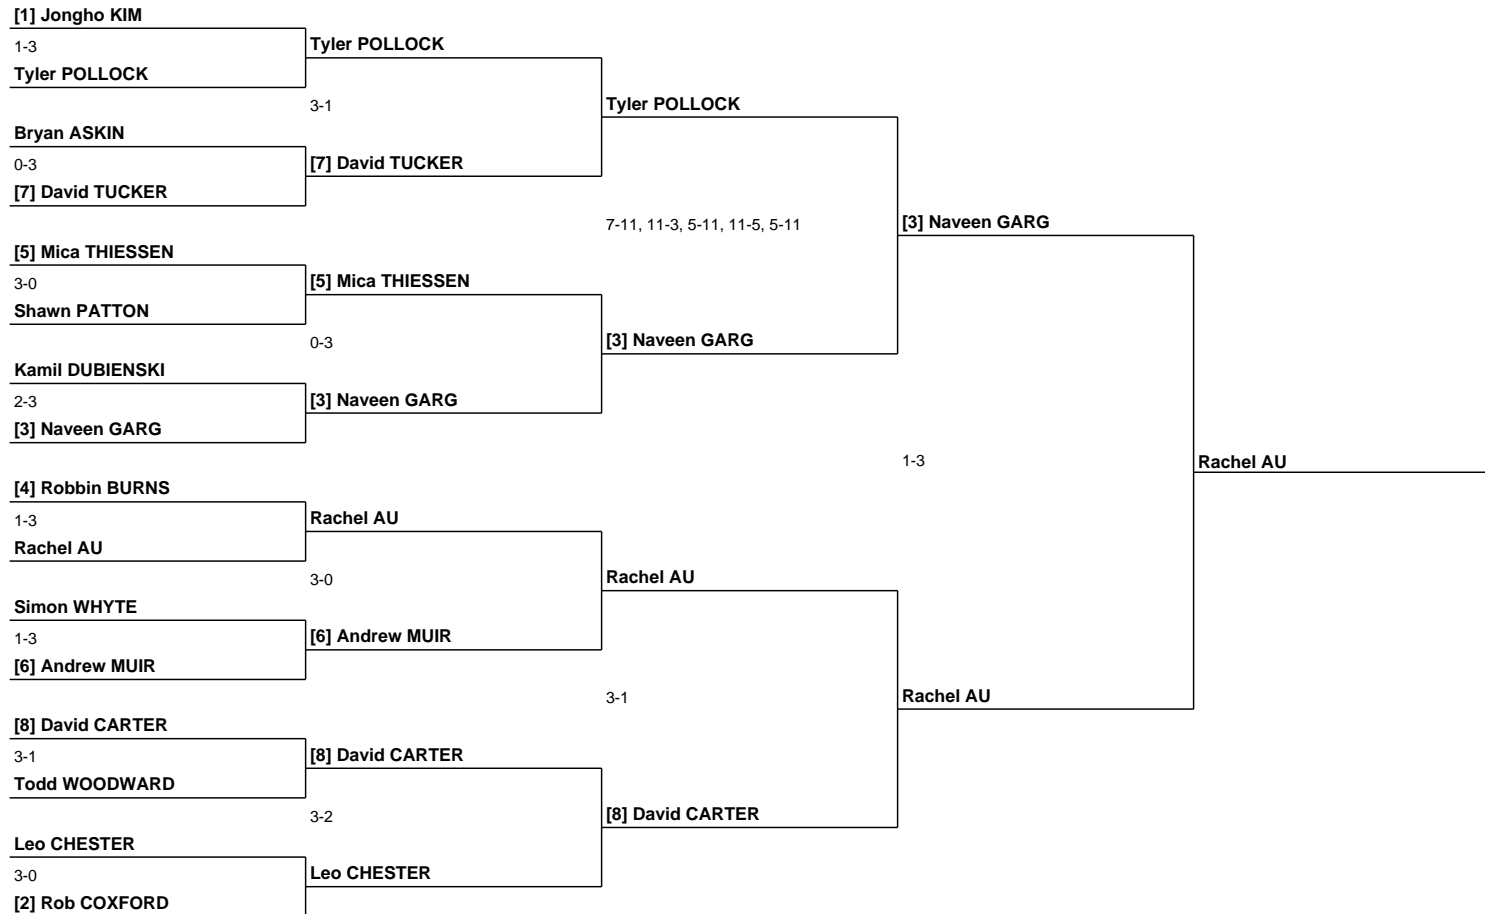 [1] Jongho KIM
1-3
Tyler POLLOCK
Tyler POLLOCK
3-1
Tyler POLLOCK
Bryan ASKIN
0-3
[7] David TUCKER
[7] David TUCKER
7-11, 11-3, 5-11, 11-5, 5-11
[3] Naveen GARG
[5] Mica THIESSEN
3-0
[5] Mica THIESSEN
Shawn PATTON
0-3
[3] Naveen GARG
Kamil DUBIENSKI
2-3
[3] Naveen GARG
[3] Naveen GARG
1-3
Rachel AU
[4] Robbin BURNS
1-3
Rachel AU
Rachel AU
3-0
Rachel AU
Simon WHYTE
1-3
[6] Andrew MUIR
[6] Andrew MUIR
3-1
Rachel AU
[8] David CARTER
3-1
[8] David CARTER
Todd WOODWARD
3-2
[8] David CARTER
Leo CHESTER
3-0
Leo CHESTER
[2] Rob COXFORD